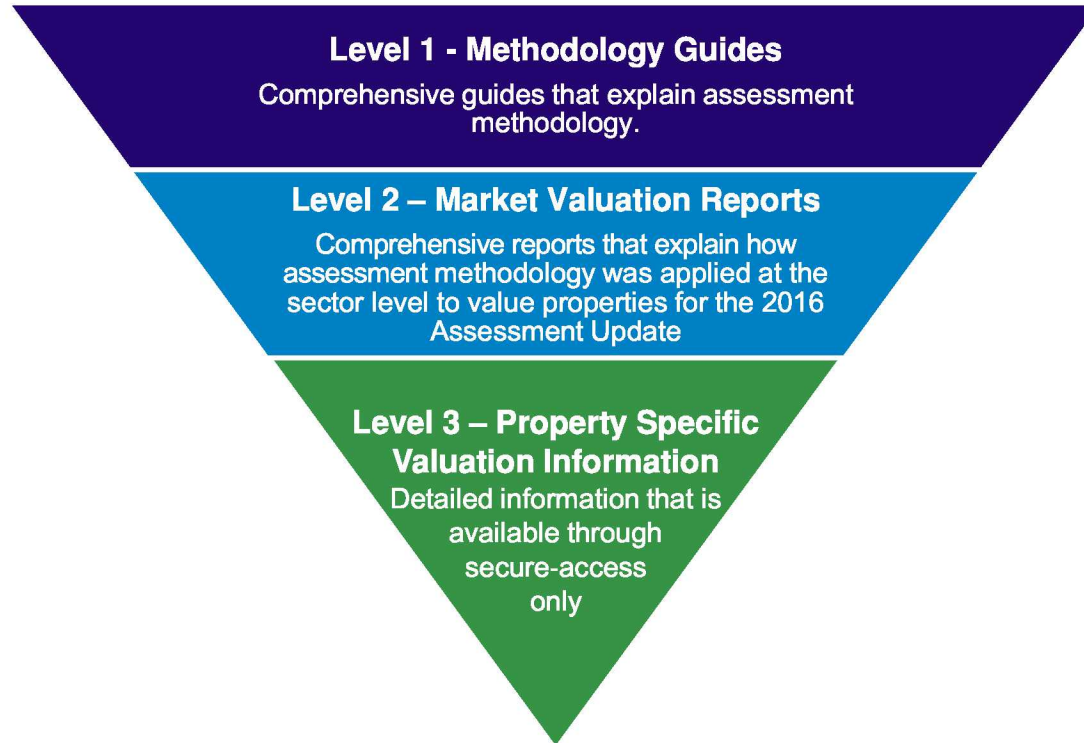 Level 1 - Methodology Guides
Comprehensive guides that explain assessment
methodology.
Level 2 – Market Valuation Reports
Comprehensive reports that explain how
assessment methodology was applied at the
sector level to value properties for the 2016
Assessment Update
Level 3 – Property Specific
Valuation Information
Detailed information that is
available through
secure-access
only